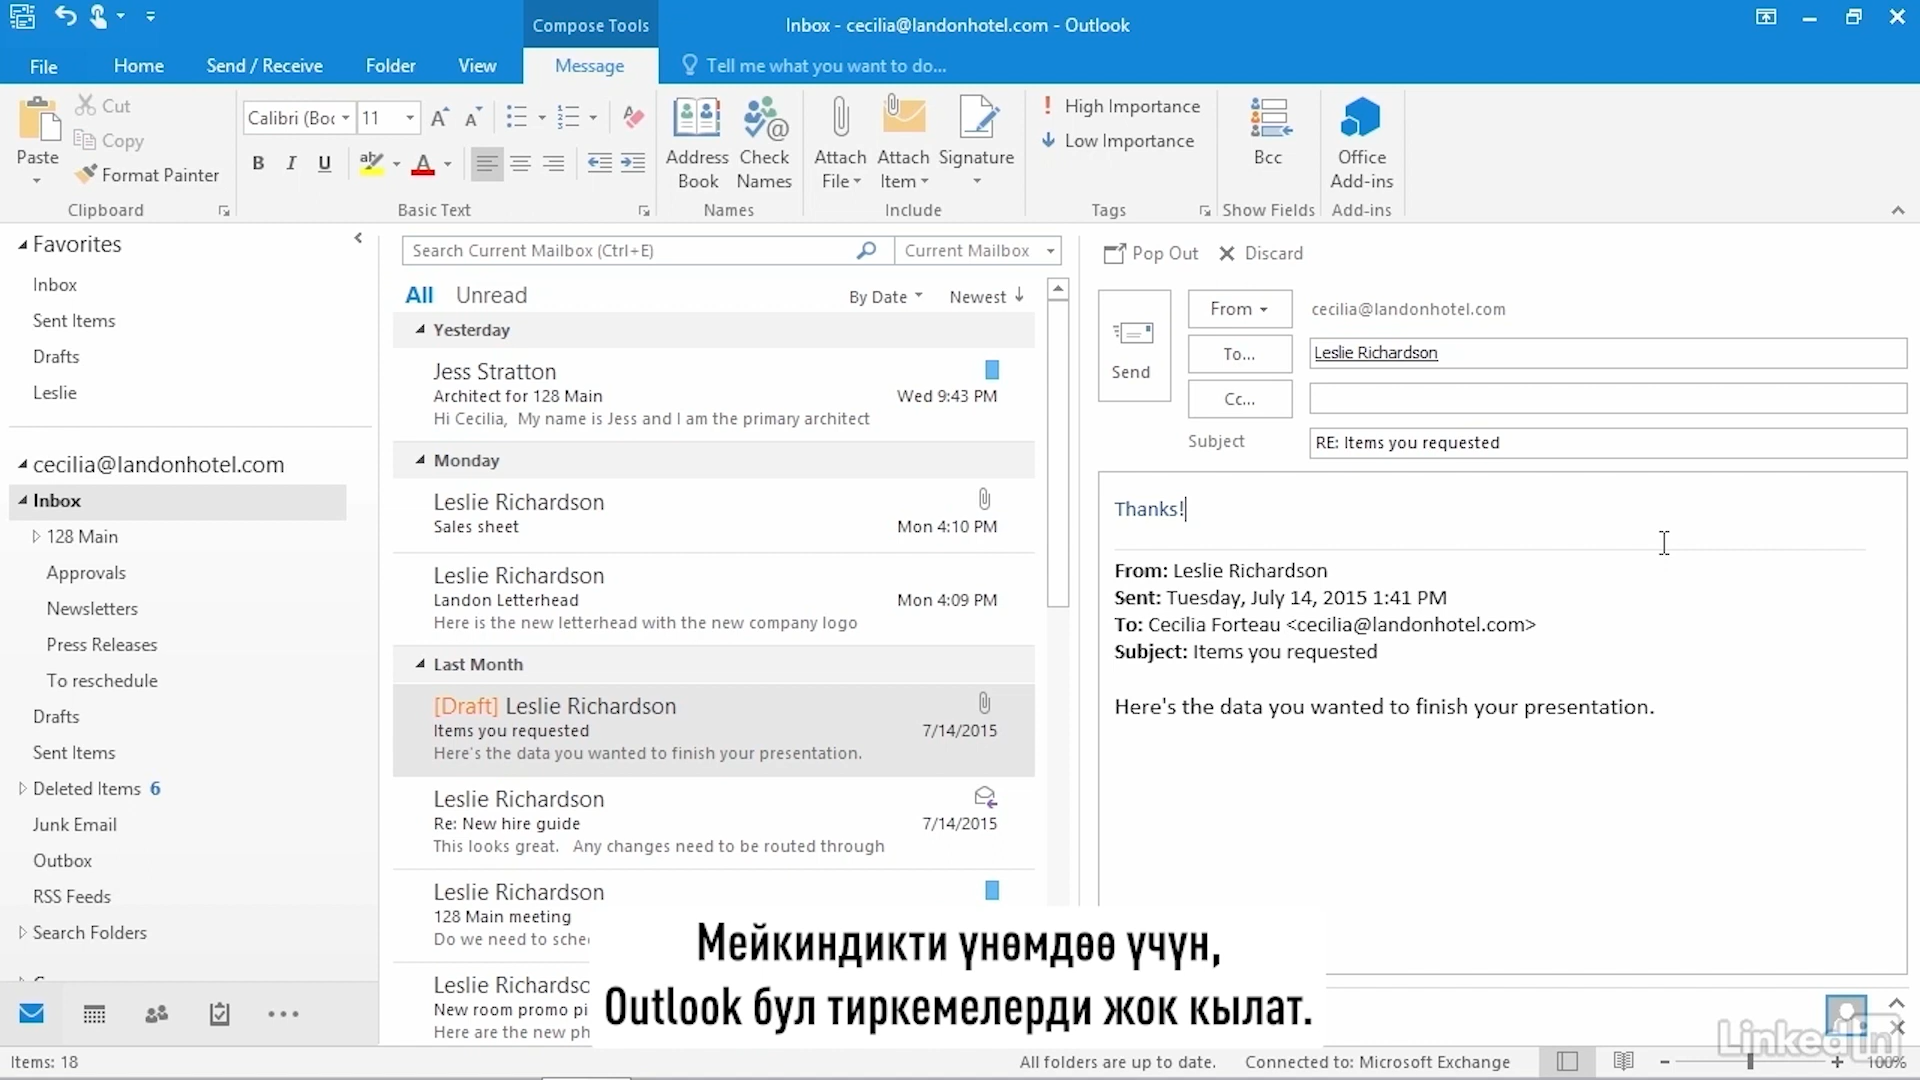 Compose Tools
Inbox - cecilia@landonhotel.com - Outlook
File
Home
Send / Receive
Folder
View
Message
Tell me what you want to do...
Paste
Cut
Copy
Format Painter
Clipboard
Calibri (Boc
11
B I U
A
Basic Text
Address Book
Check Names
Names
Attach File
Attach Item
Signature
Include
High Importance
Low Importance
Tags
Bcc
Show Fields
Office Add-ins
Add-ins
Favorites
Inbox
Sent Items
Drafts
Leslie
cecilia@landonhotel.com
Inbox
128 Main
Approvals
Newsletters
Press Releases
To reschedule
Drafts
Sent Items
Deleted Items 6
Junk Email
Outbox
RSS Feeds
Search Folders
Items: 18
Search Current Mailbox (Ctrl+E)
Current Mailbox
All Unread
By Date
Newest
Yesterday
Jess Stratton
Architect for 128 Main
Wed 9:43 PM
Hi Cecilia, My name is Jess and I am the primary architect
Monday
Leslie Richardson
Sales sheet
Mon 4:10 PM
Leslie Richardson
Landon Letterhead
Mon 4:09 PM
Here is the new letterhead with the new company logo
Last Month
[Draft] Leslie Richardson
Items you requested
7/14/2015
Here's the data you wanted to finish your presentation.
Leslie Richardson
Re: New hire guide
7/14/2015
This looks great. Any changes need to be routed through
Leslie Richardson
128 Main meeting
Do we need to sche
Leslie Richardsc
New room promo pi
Here are the new ph
Pop Out
Discard
Send
From
cecilia@landonhotel.com
To...
Leslie Richardson
Cc...
Subject
RE: Items you requested
Thanks!
From: Leslie Richardson
Sent: Tuesday, July 14, 2015 1:41 PM
To: Cecilia Forteau <cecilia@landonhotel.com>
Subject: Items you requested
Here's the data you wanted to finish your presentation.
Мейкиндикти үнөмдөө үчүн,
Outlook бул тиркемелерди жок кылат.
All folders are up to date.
Connected to: Microsoft Exchange
100%
LinkedIn